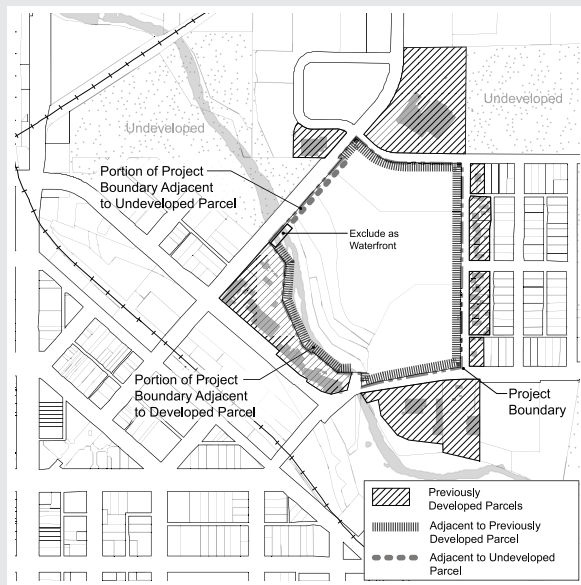 Undeveloped
Undeveloped
Portion of Project
Boundary Adjacent
to Undeveloped Parcel
Exclude as
Waterfront
Portion of Project
Boundary Adjacent
to Developed Parcel
Project
Boundary
Previously
Developed Parcels
Adjacent to Previously
Developed Parcel
Adjacent to Undeveloped
Parcel